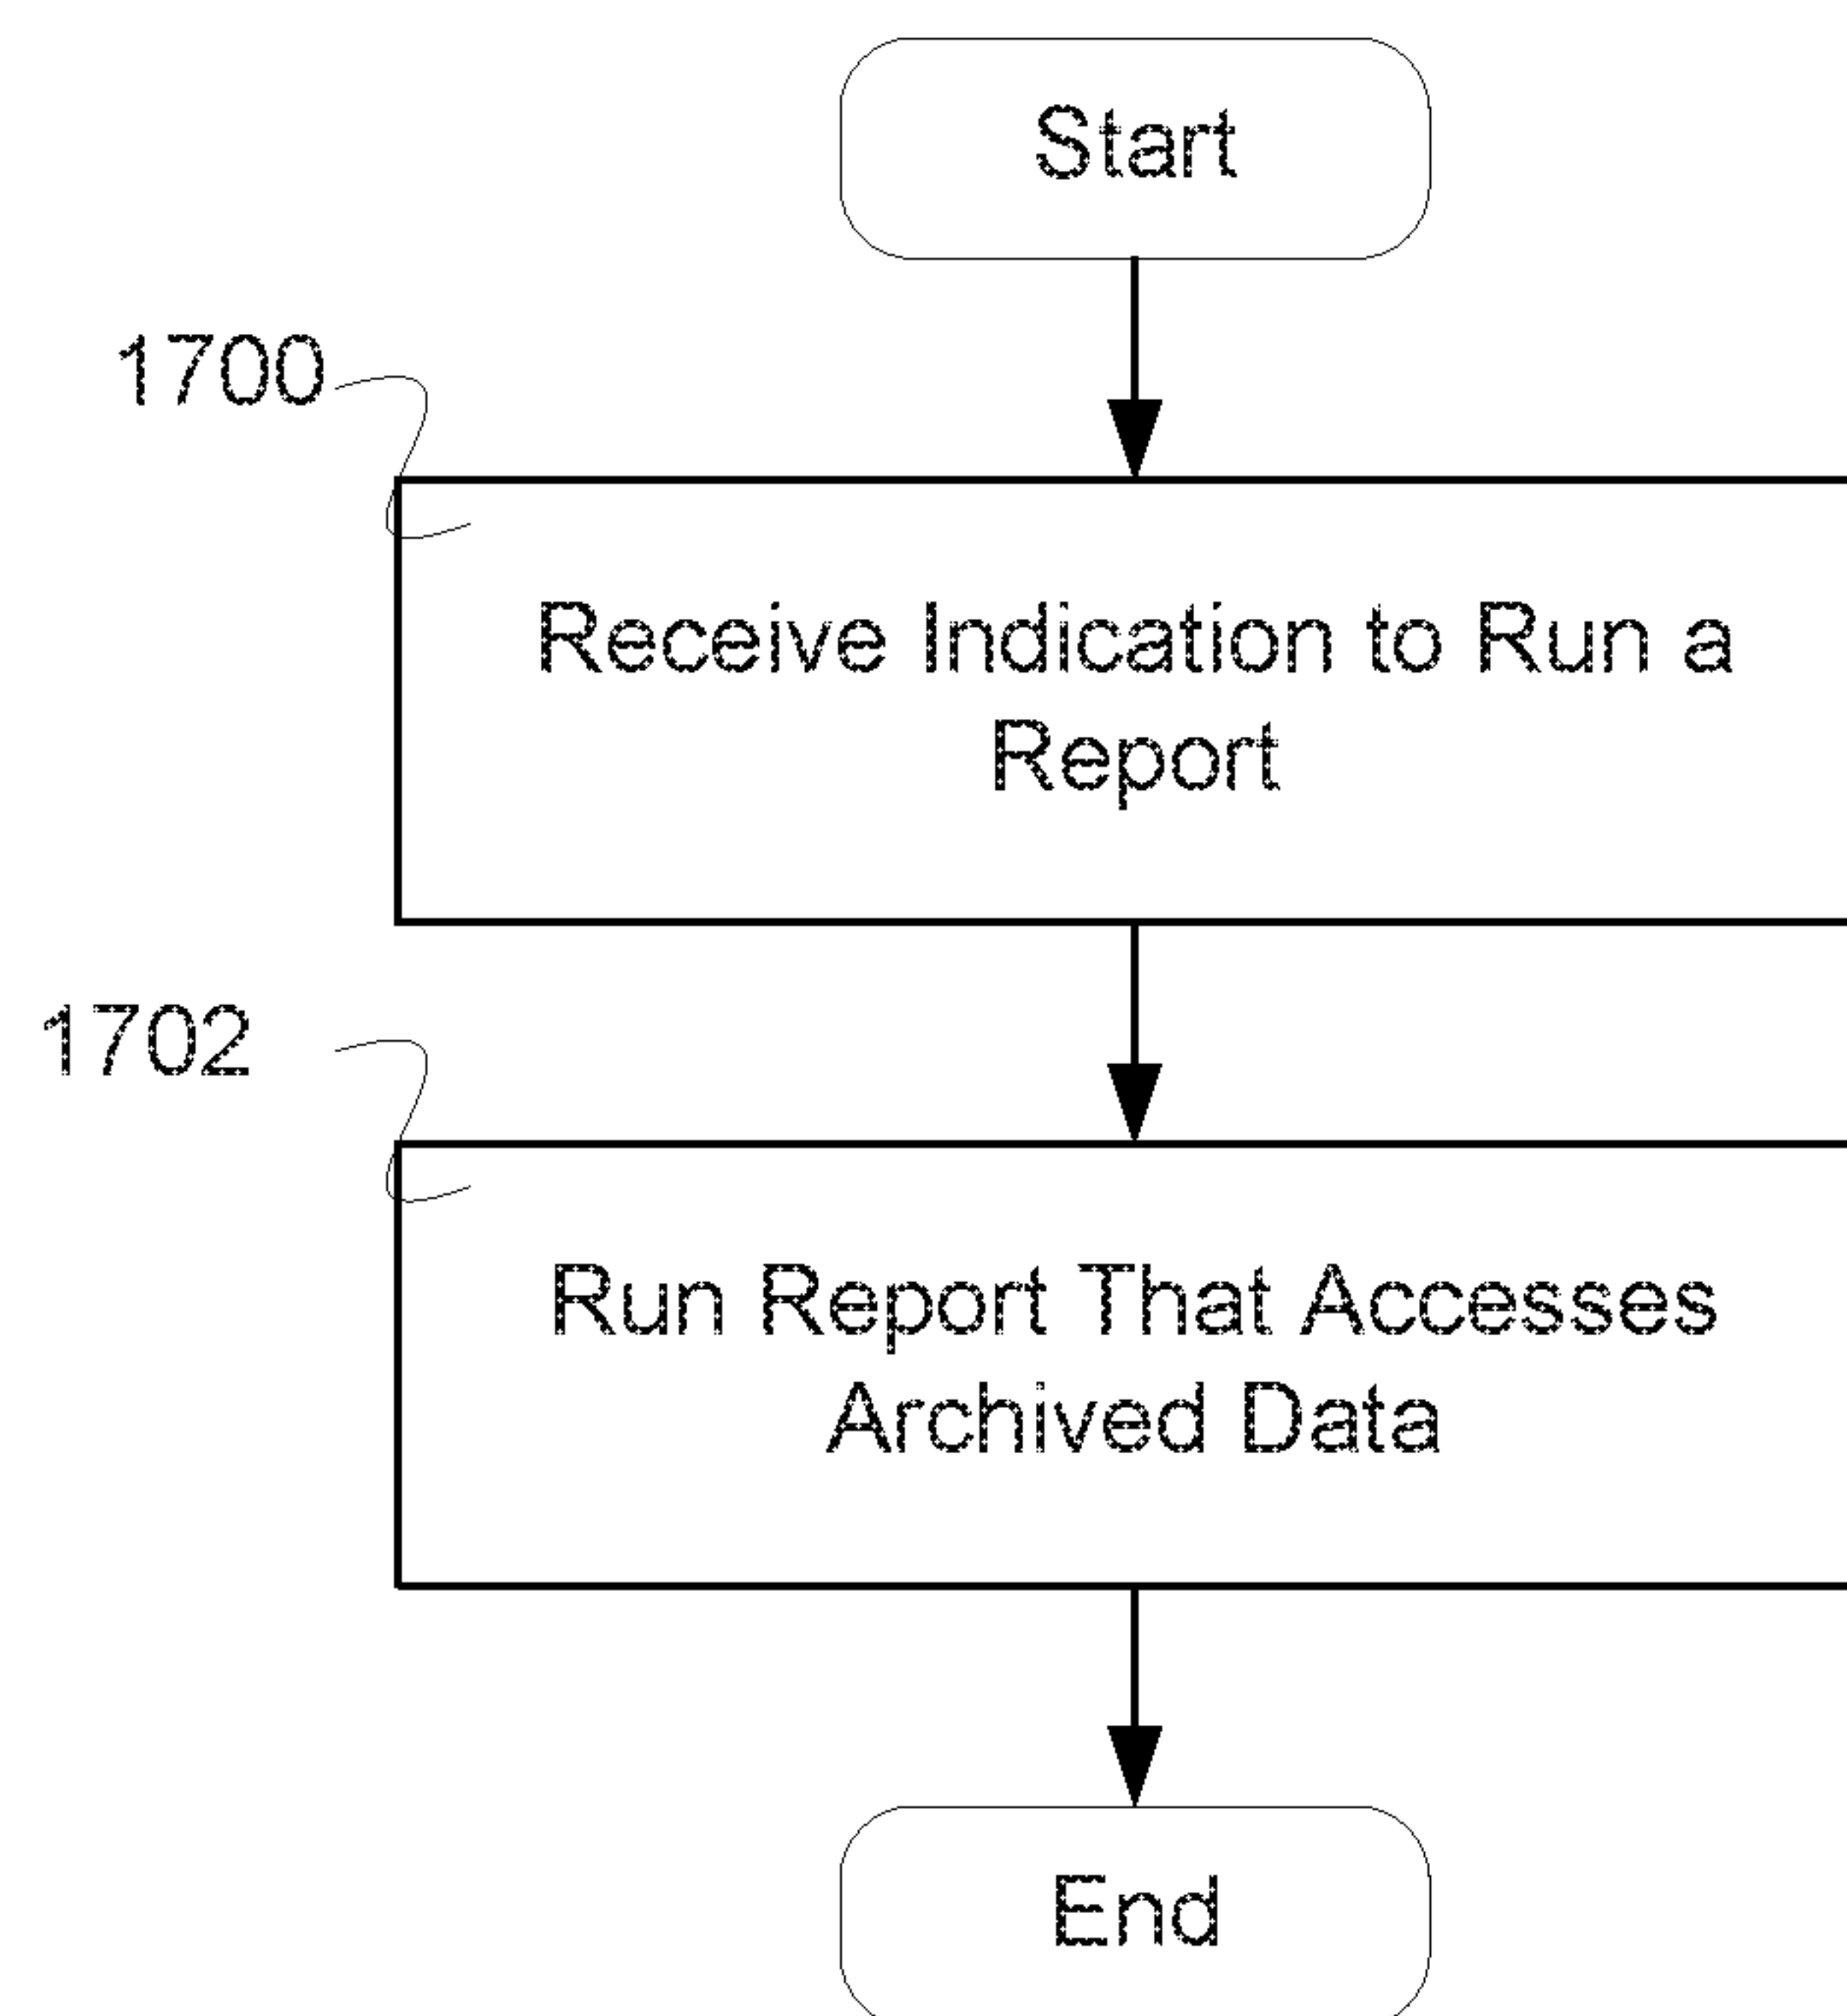 Start
1700
Receive Indication to Run a
Report
1702
Run Report That Accesses
Archived Data
End